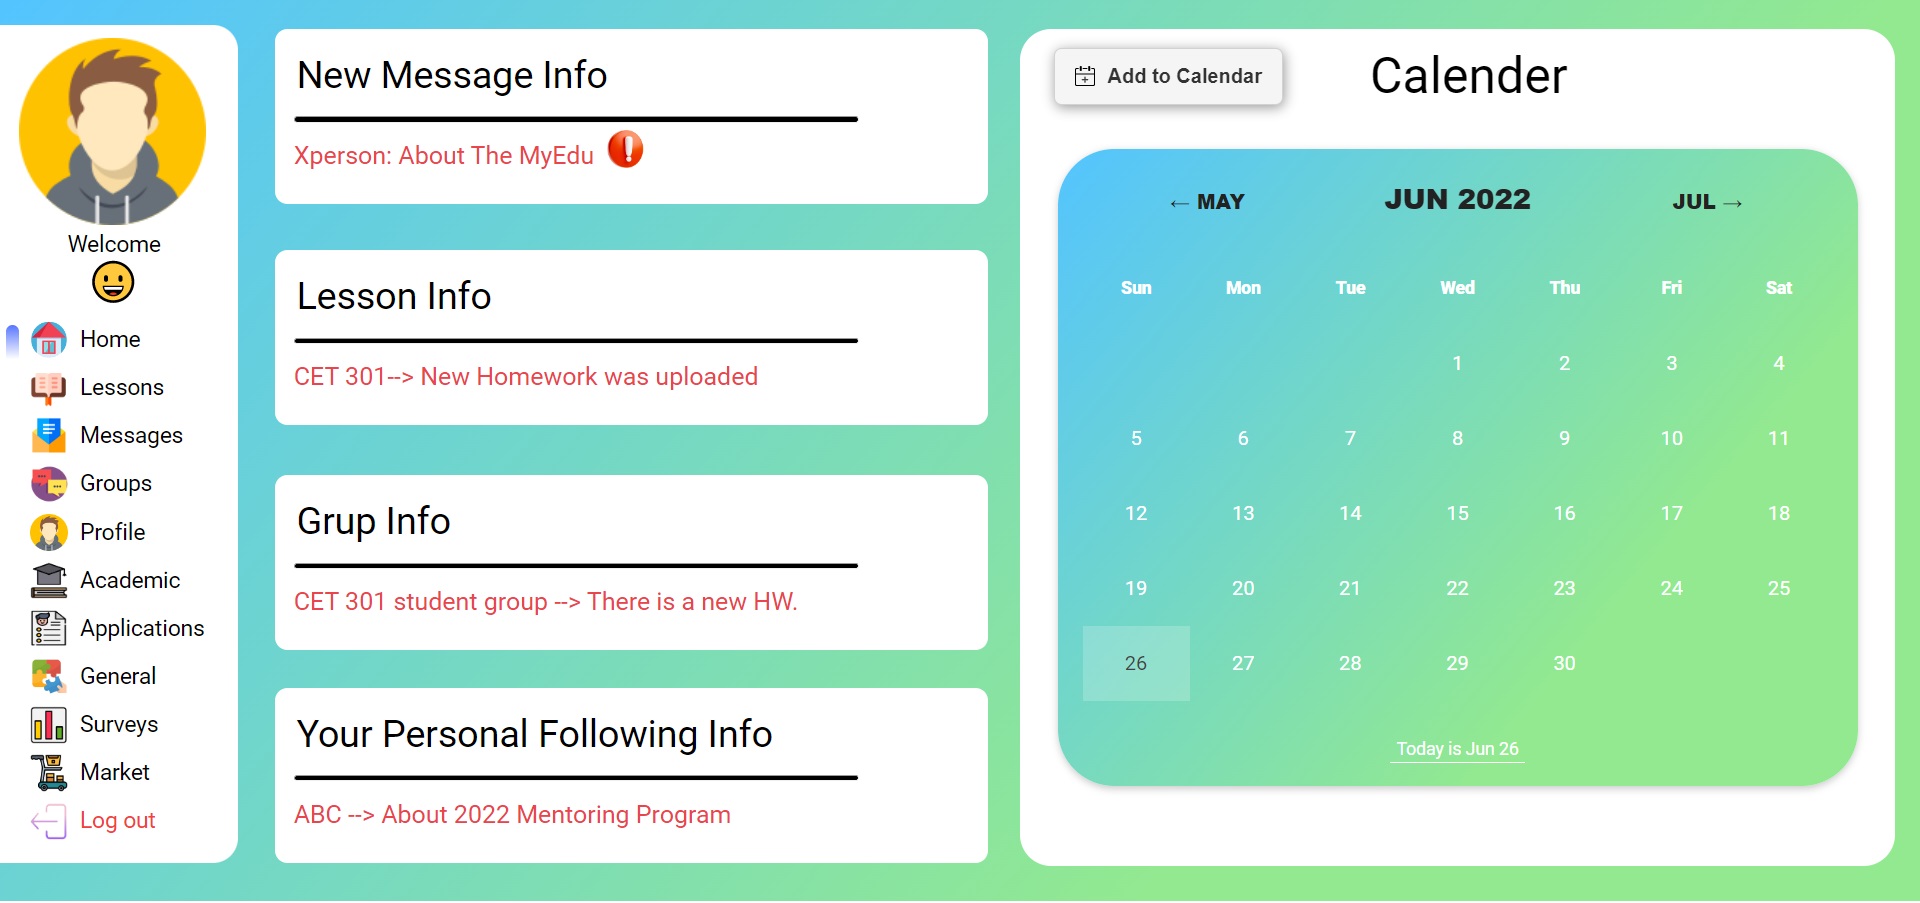 Welcome
Home
Lessons
Messages
Groups
Profile
Academic
Applications
General
Surveys
Market
Log out
New Message Info
Xperson: About The MyEdu
Lesson Info
CET 301--> New Homework was uploaded
Grup Info
CET 301 student group --> There is a new HW.
Your Personal Following Info
ABC --> About 2022 Mentoring Program
Add to Calendar
Calender
← MAY JUN 2022 JUL →
Sun Mon Tue Wed Thu Fri Sat
1 2 3 4
5 6 7 8 9 10 11
12 13 14 15 16 17 18
19 20 21 22 23 24 25
26 27 28 29 30
Today is Jun 26